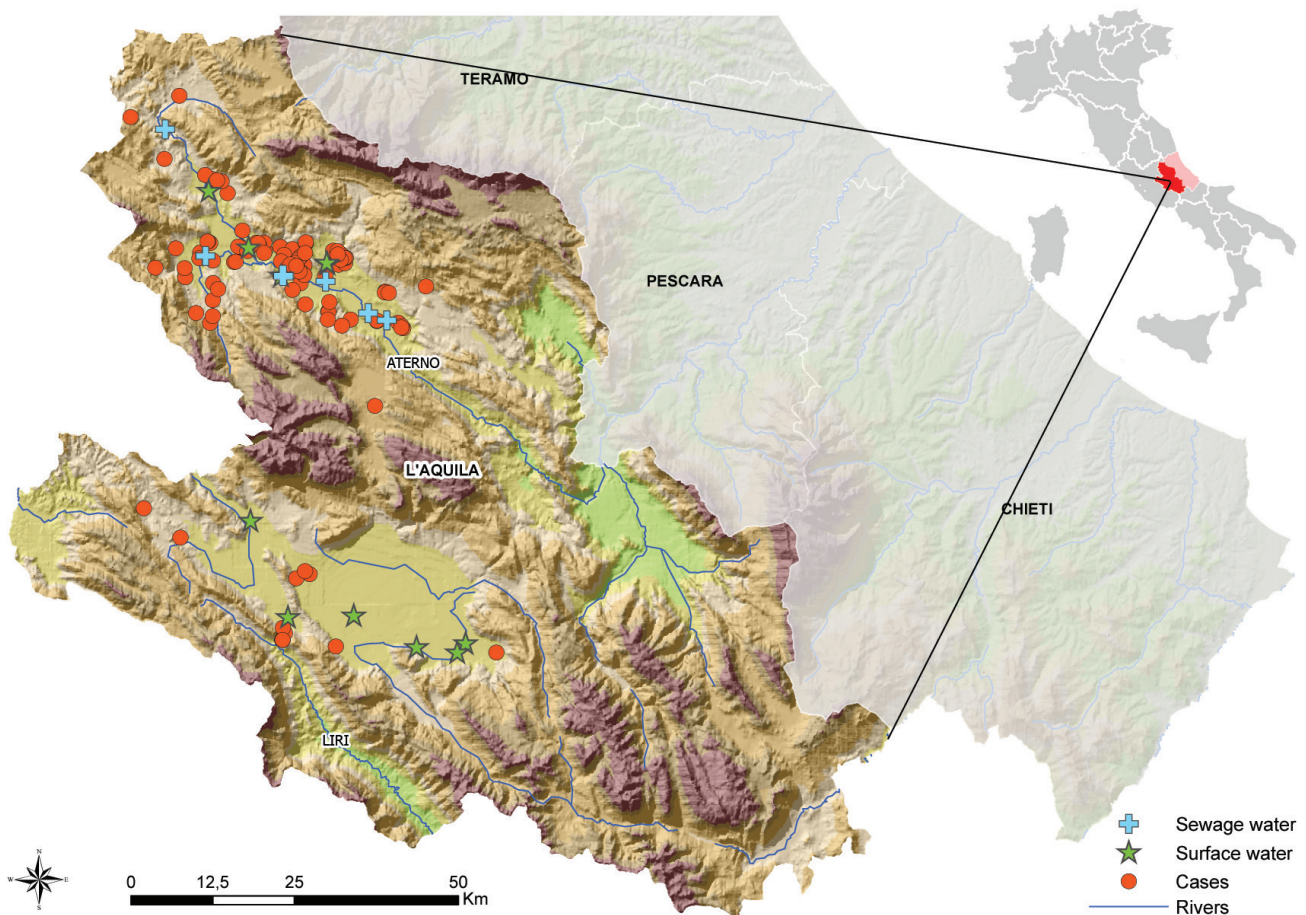 TERAMO
PESCARA
ATERNO
L'AQUILA
CHIETI
LIRI
Sewage water
Surface water
Cases
Rivers
N
W E
S
0 12,5 25 50
Km